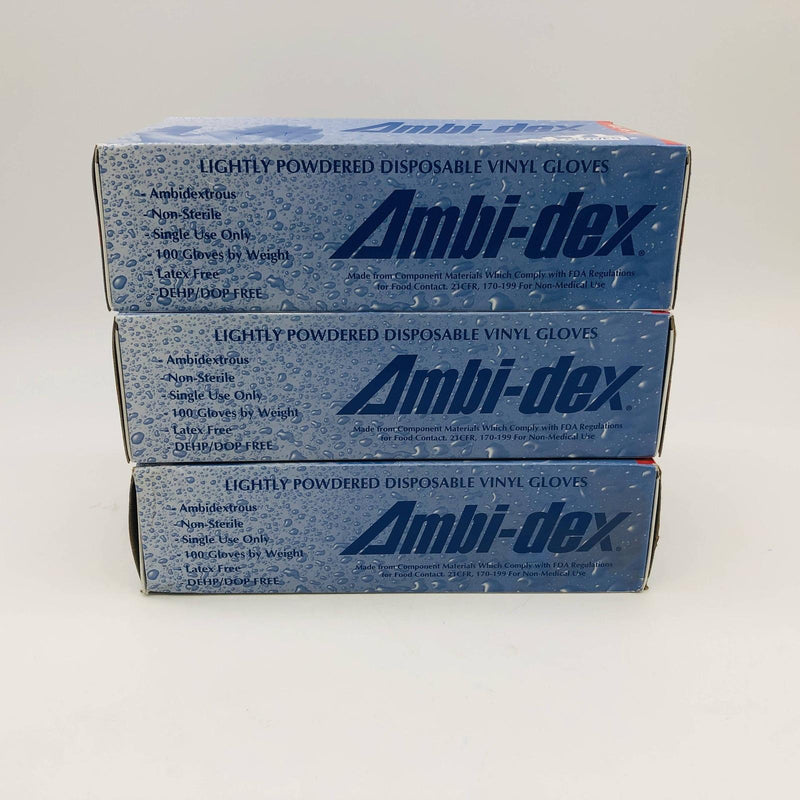 Ambi-dex
LIGHTLY POWDERED DISPOSABLE VINYL GLOVES
- Ambidextrous
- Non-Sterile
- Single Use Only
- 100 Gloves by Weight
- Latex Free
- DEHP/DOP FREE
Ambi-dex®
Made from Component Materials Which Comply with FDA Regulations
for Food Contact. 21CFR, 170-199 For Non-Medical Use
LIGHTLY POWDERED DISPOSABLE VINYL GLOVES
- Ambidextrous
- Non-Sterile
- Single Use Only
- 100 Gloves by Weight
- Latex Free
- DEHP/DOP FREE
Ambi-dex®
Made from Component Materials Which Comply with FDA Regulations
for Food Contact. 21CFR, 170-199 For Non-Medical Use
LIGHTLY POWDERED DISPOSABLE VINYL GLOVES
- Ambidextrous
- Non-Sterile
- Single Use Only
- 100 Gloves by Weight
- Latex Free
- DEHP/DOP FREE
Ambi-dex®
Made from Component Materials Which Comply with FDA Regulations
for Food Contact. 21CFR, 170-199 For Non-Medical Use